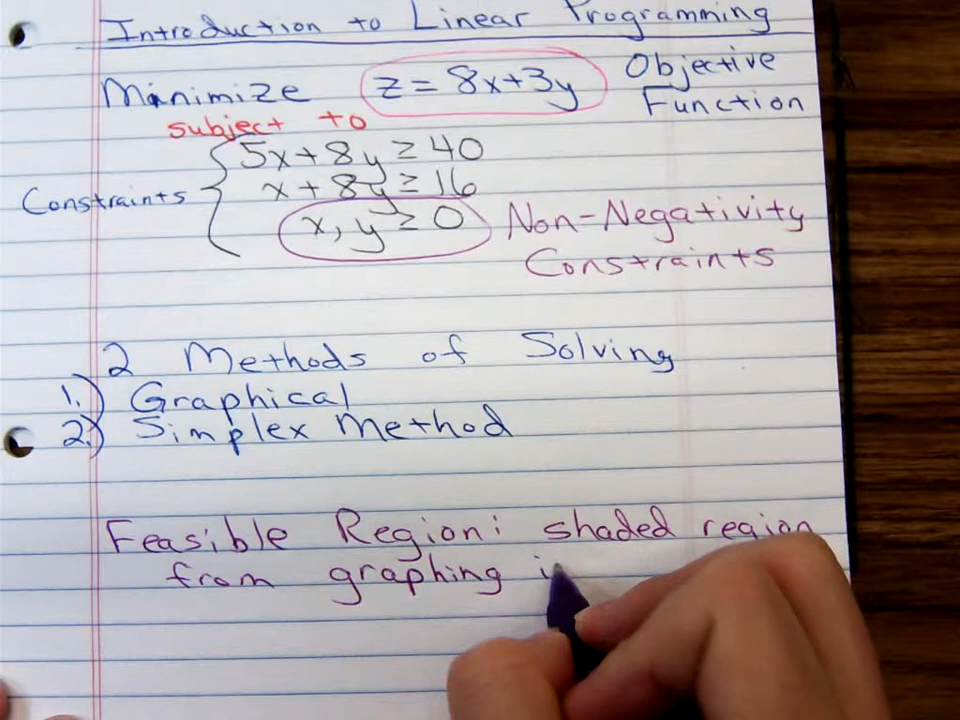 Introduction to Linear Programming
Minimize z = 8x+3y Objective Function
subject to
Constraints
5x+8y ≥ 40
x+8y ≥ 16
x, y ≥ 0 Non-Negativity Constraints
2 Methods of Solving
1.) Graphical
2.) Simplex Method
Feasible Region: shaded region
from graphing